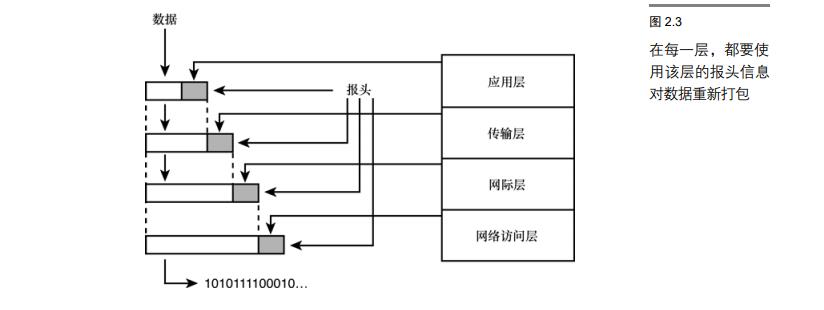 数据
报头
应用层
传输层
网际层
网络访问层
1010111100010…
图 2.3
在每一层，都要使
用该层的报头信息
对数据重新打包